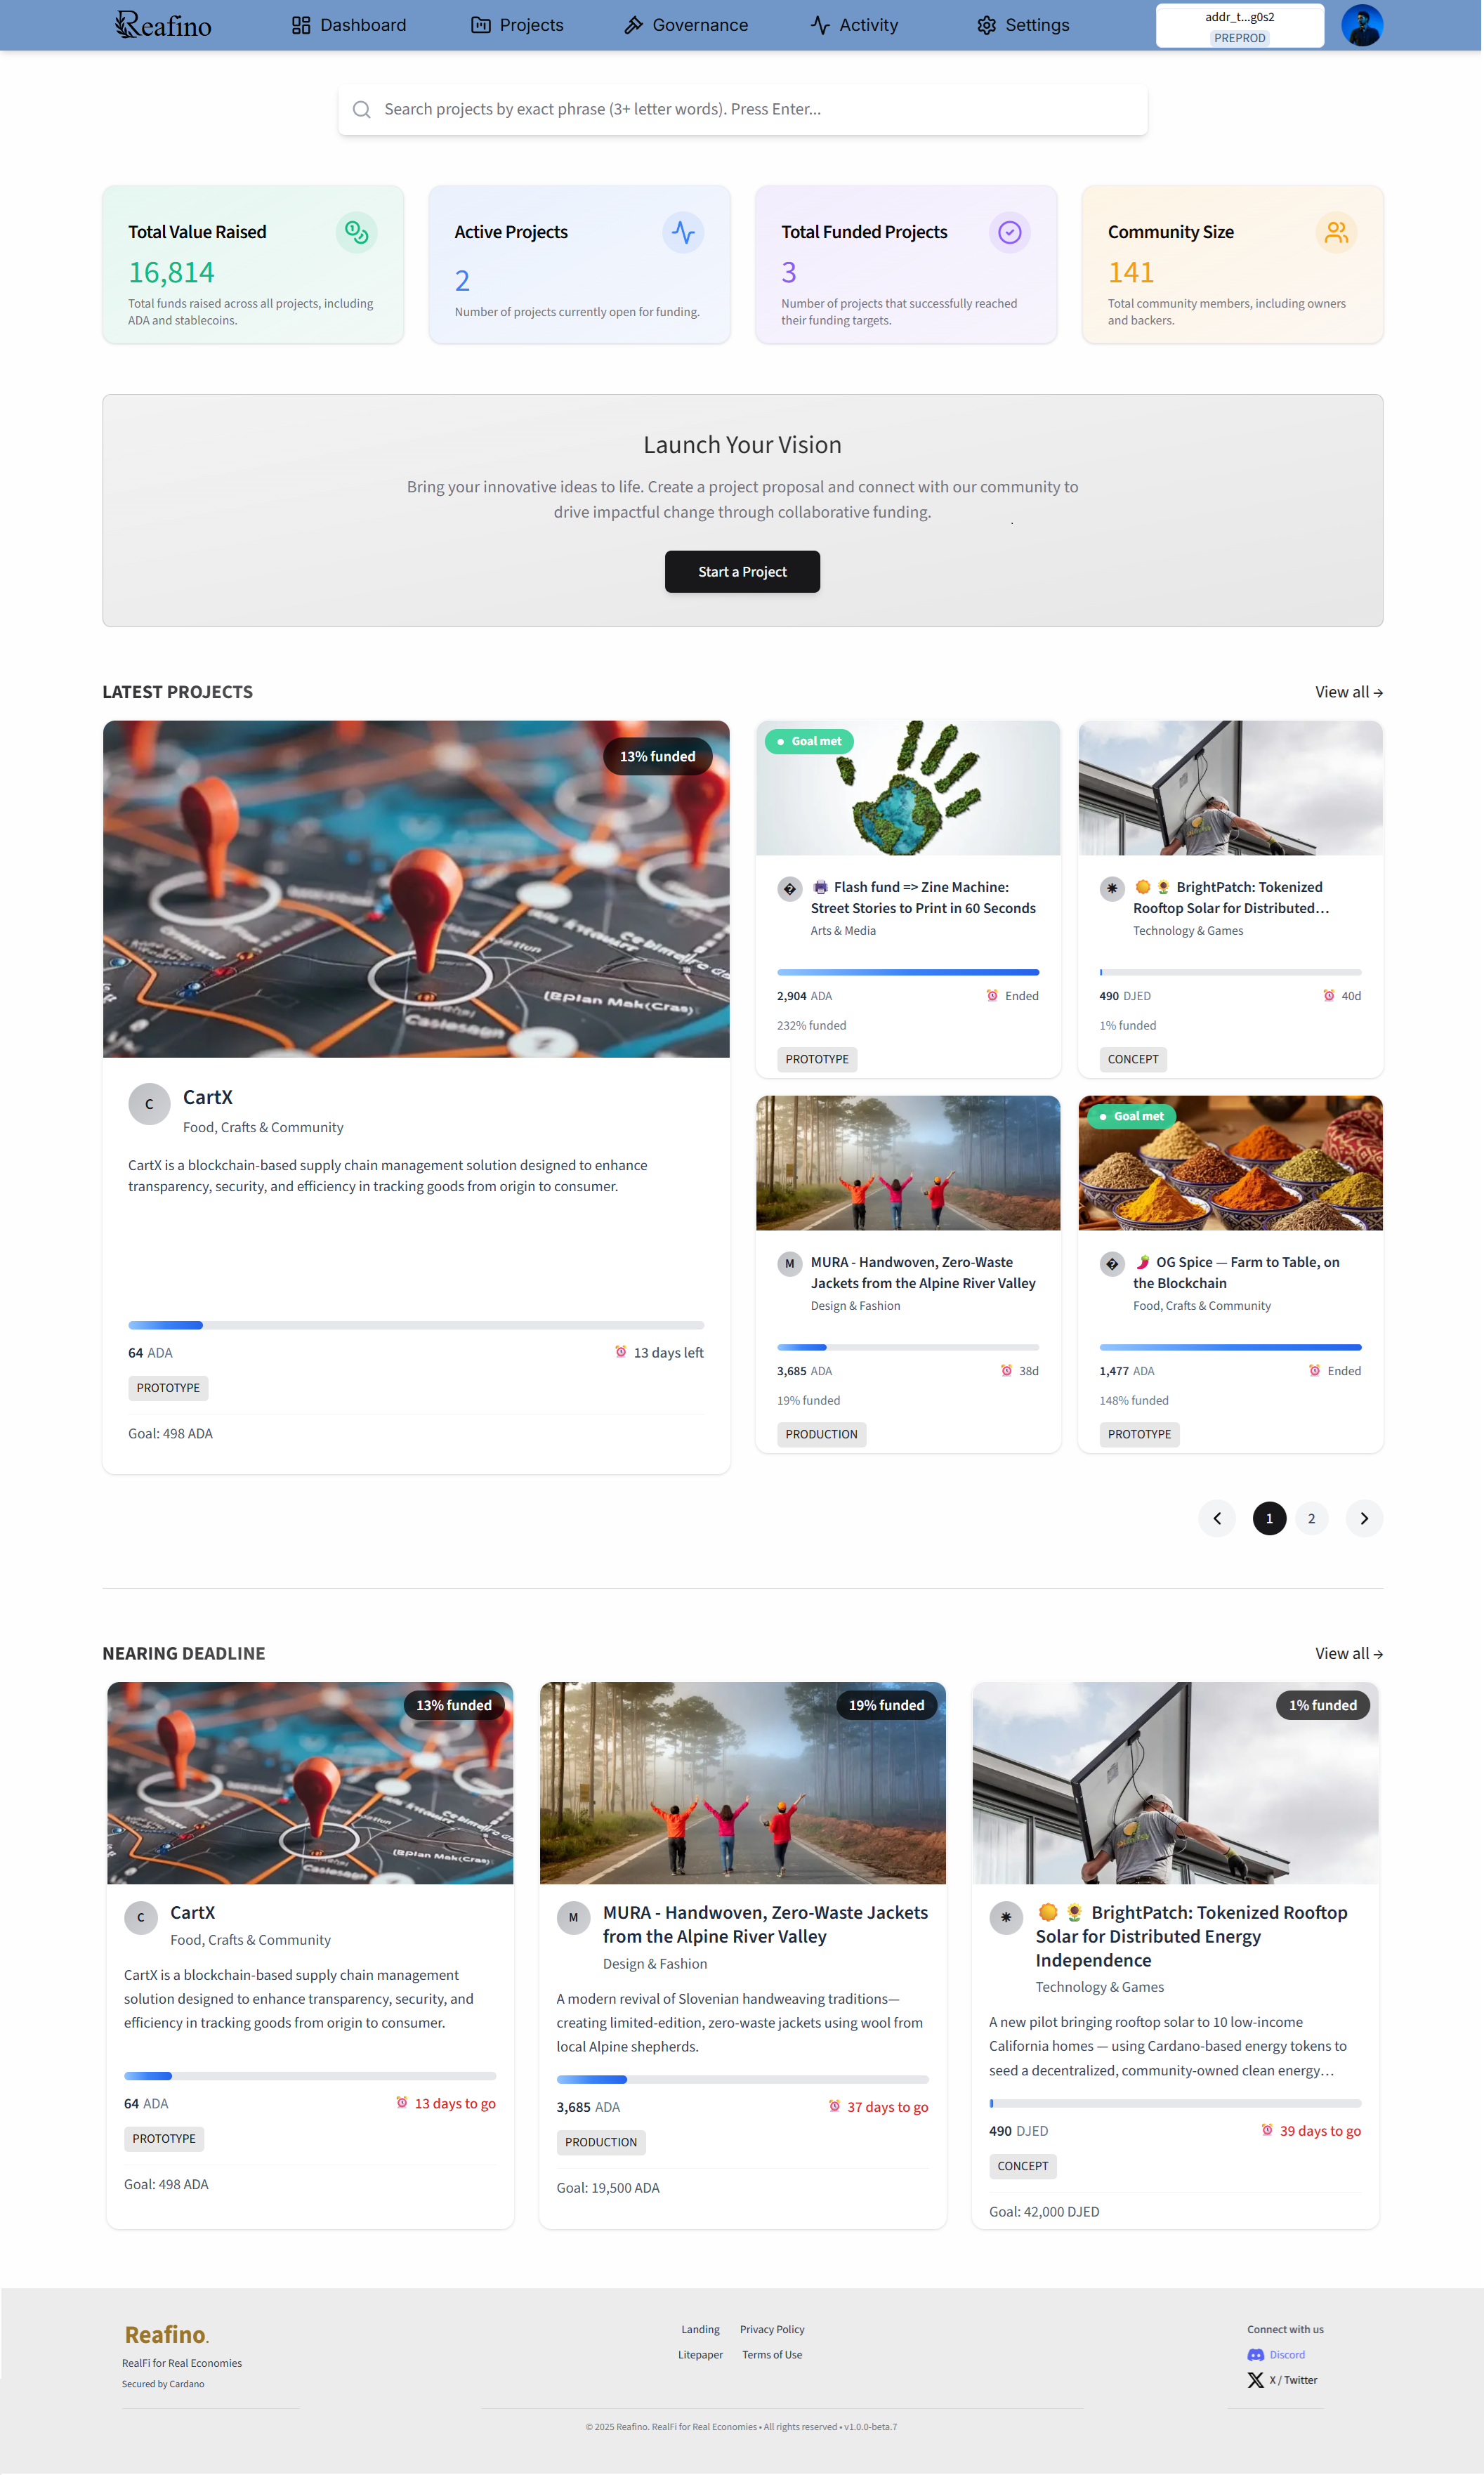 Reafino
Dashboard
Projects
Governance
Activity
Settings
addr_t...g0s2
PREPROD
Search projects by exact phrase (3+ letter words). Press Enter...
Total Value Raised
16,814
Total funds raised across all projects, including
ADA and stablecoins.
Active Projects
2
Number of projects currently open for funding.
Total Funded Projects
3
Number of projects that successfully reached
their funding targets.
Community Size
141
Total community members, including owners
and backers.
Launch Your Vision
Bring your innovative ideas to life. Create a project proposal and connect with our community to
drive impactful change through collaborative funding.
Start a Project
LATEST PROJECTS
View all →
13% funded
C
CartX
Food, Crafts & Community
CartX is a blockchain-based supply chain management solution designed to enhance
transparency, security, and efficiency in tracking goods from origin to consumer.
64 ADA
⏰ 13 days left
PROTOTYPE
Goal: 498 ADA
Goal met
�
🖨️ Flash fund => Zine Machine:
Street Stories to Print in 60 Seconds
Arts & Media
2,904 ADA
⏰ Ended
232% funded
PROTOTYPE
☀
🌞 🌻 BrightPatch: Tokenized
Rooftop Solar for Distributed...
Technology & Games
490 DJED
⏰ 40d
1% funded
CONCEPT
M
MURA - Handwoven, Zero-Waste
Jackets from the Alpine River Valley
Design & Fashion
3,685 ADA
⏰ 38d
19% funded
PRODUCTION
Goal met
�
🌶️ OG Spice — Farm to Table, on
the Blockchain
Food, Crafts & Community
1,477 ADA
⏰ Ended
148% funded
PROTOTYPE
1
2
NEARING DEADLINE
View all →
13% funded
C
CartX
Food, Crafts & Community
CartX is a blockchain-based supply chain management
solution designed to enhance transparency, security, and
efficiency in tracking goods from origin to consumer.
64 ADA
⏰ 13 days to go
PROTOTYPE
Goal: 498 ADA
19% funded
M
MURA - Handwoven, Zero-Waste Jackets
from the Alpine River Valley
Design & Fashion
A modern revival of Slovenian handweaving traditions—
creating limited-edition, zero-waste jackets using wool from
local Alpine shepherds.
3,685 ADA
⏰ 37 days to go
PRODUCTION
Goal: 19,500 ADA
1% funded
☀
🌞 🌻 BrightPatch: Tokenized Rooftop
Solar for Distributed Energy
Independence
Technology & Games
A new pilot bringing rooftop solar to 10 low-income
California homes — using Cardano-based energy tokens to
seed a decentralized, community-owned clean energy...
490 DJED
⏰ 39 days to go
CONCEPT
Goal: 42,000 DJED
Reafino.
RealFi for Real Economies
Secured by Cardano
Landing
Privacy Policy
Litepaper
Terms of Use
Connect with us
Discord
X / Twitter
© 2025 Reafino. RealFi for Real Economies • All rights reserved • v1.0.0-beta.7